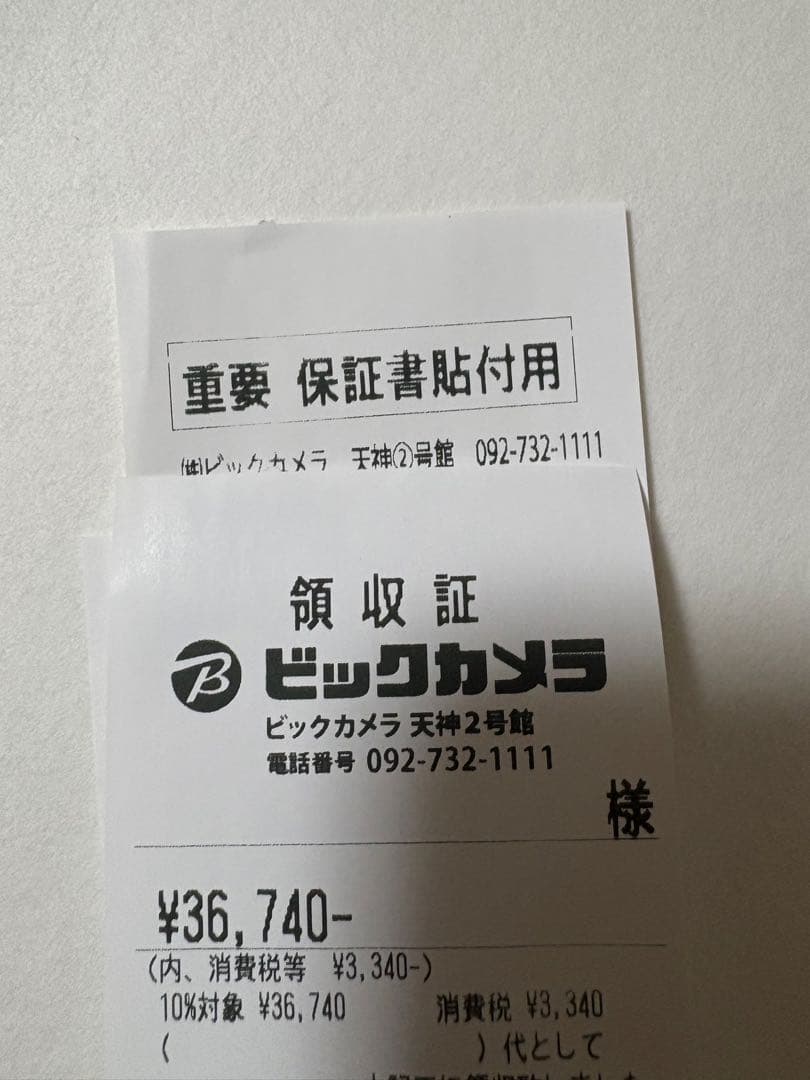 重要 保証書貼付用
㈱ビックカメラ 天神②号館 092-732-1111
領収証
ビックカメラ
ビックカメラ 天神2号館
電話番号 092-732-1111
様
¥36,740-
(内、消費税等 ¥3,340-)
10%対象 ¥36,740 消費税 ¥3,340
( ) 代として